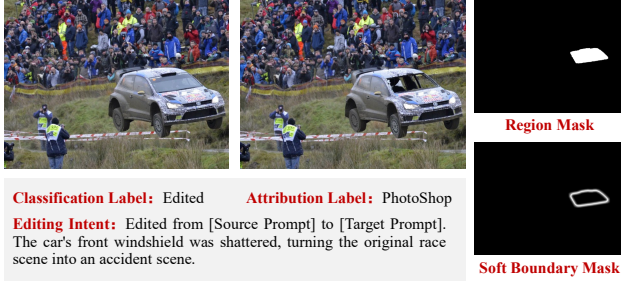 Region Mask
Classification Label: Edited Attribution Label: PhotoShop
Editing Intent: Edited from [Source Prompt] to [Target Prompt].
The car's front windshield was shattered, turning the original race
scene into an accident scene.
Soft Boundary Mask